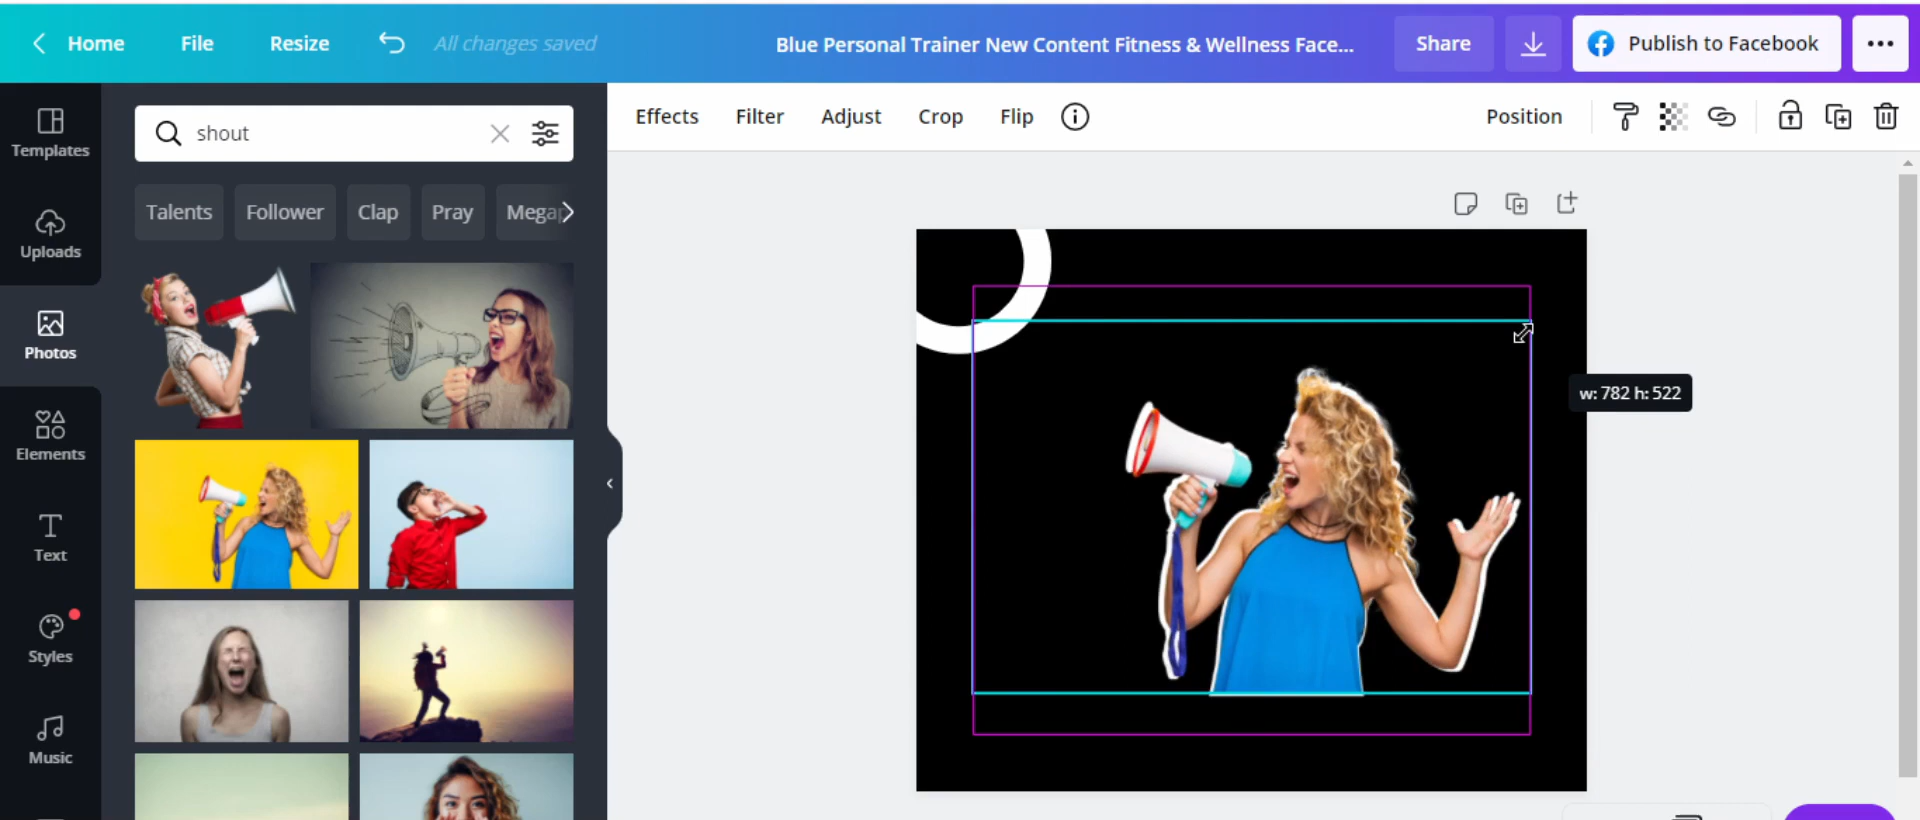 Home File Resize All changes saved Blue Personal Trainer New Content Fitness & Wellness Face... Share Publish to Facebook
Templates
Uploads
Photos
Elements
Text
Styles
Music
shout
Talents Follower Clap Pray Megap
Effects Filter Adjust Crop Flip Position
w: 782 h: 522